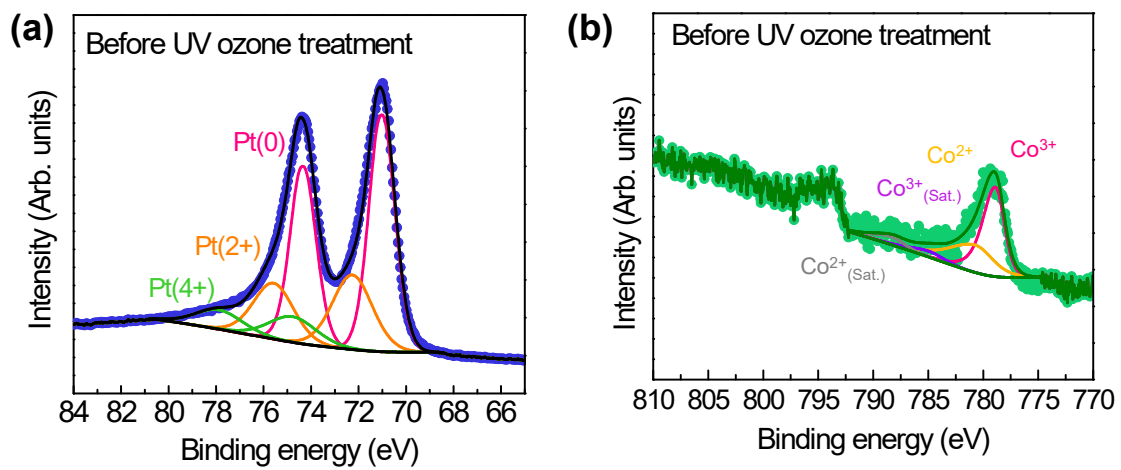 (a)
Before UV ozone treatment
Pt(0)
Pt(2+)
Pt(4+)
Intensity (Arb. units)
84 82 80 78 76 74 72 70 68 66
Binding energy (eV)
(b)
Before UV ozone treatment
Co²⁺
Co³⁺
Co³⁺(Sat.)
Co²⁺(Sat.)
Intensity (Arb. units)
810 805 800 795 790 785 780 775 770
Binding energy (eV)